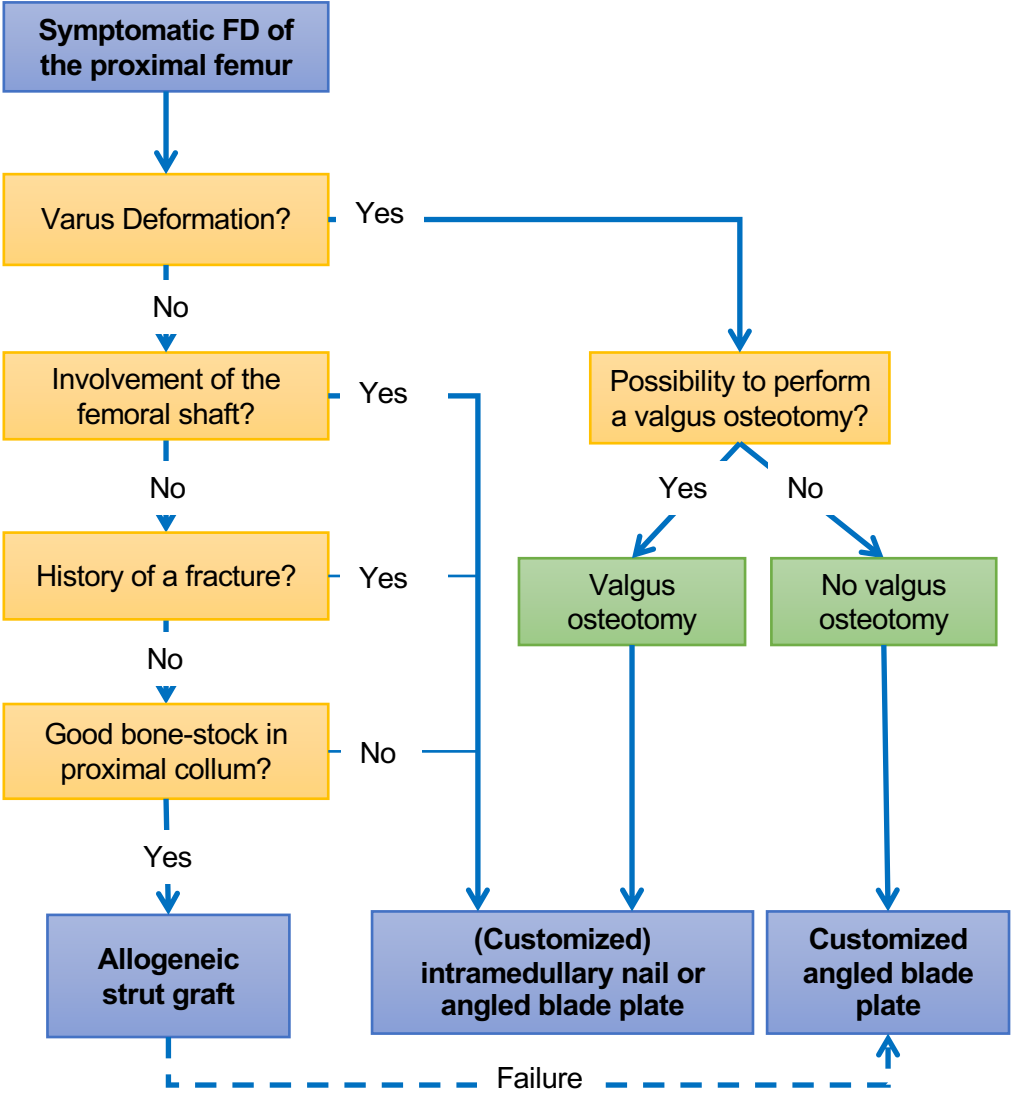 Symptomatic FD of
the proximal femur
Varus Deformation?
Yes
No
Involvement of the
femoral shaft?
Yes
Possibility to perform
a valgus osteotomy?
No
Yes
No
History of a fracture?
Yes
Valgus
osteotomy
No valgus
osteotomy
No
Good bone-stock in
proximal collum?
No
Yes
Allogeneic
strut graft
(Customized)
intramedullary nail or
angled blade plate
Customized
angled blade
plate
Failure